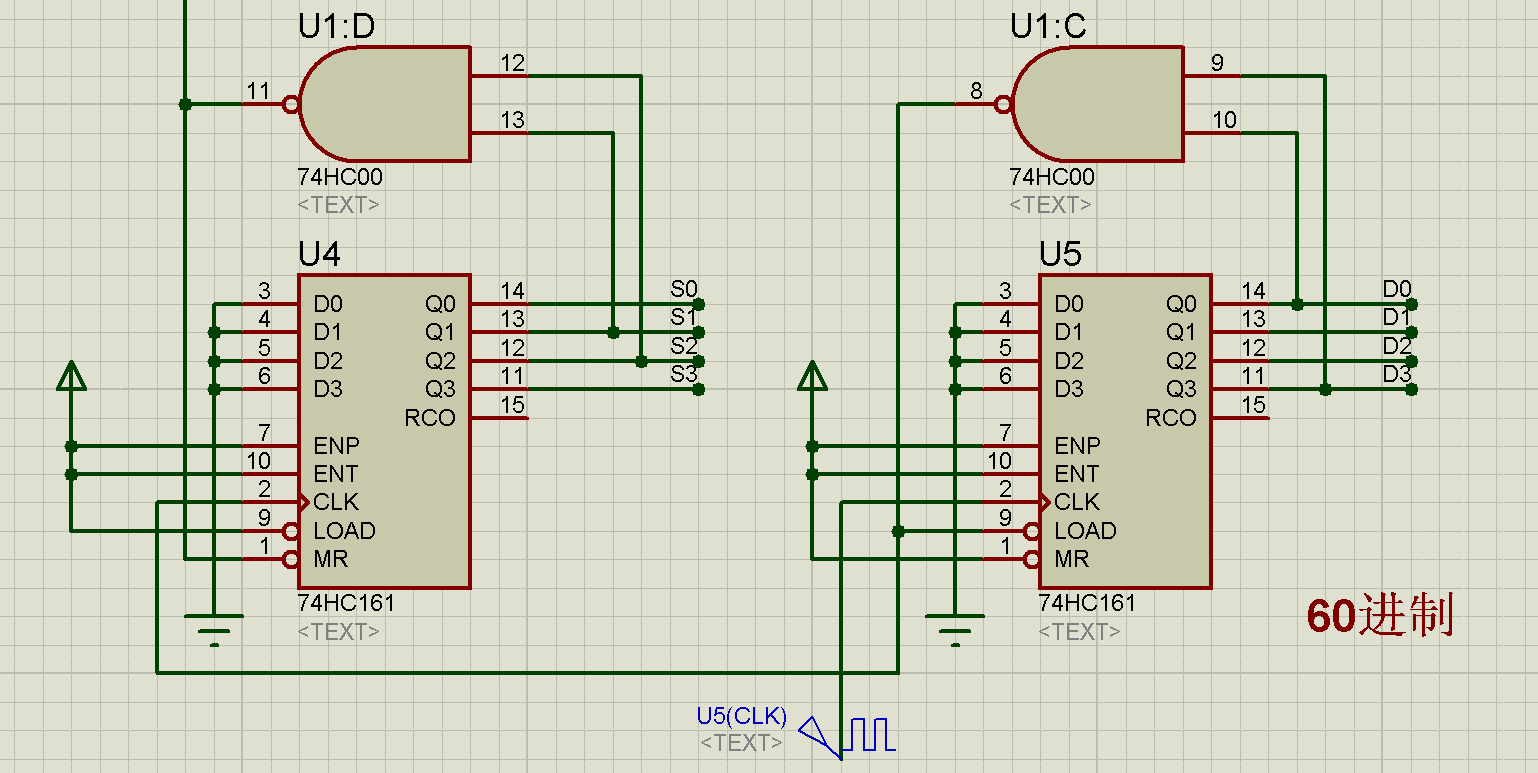 U1:D
12
11
13
74HC00
<TEXT>
U1:C
9
8
10
74HC00
<TEXT>
U4
3 D0 Q0 14 S0
4 D1 Q1 13 S1
5 D2 Q2 12 S2
6 D3 Q3 11 S3
RCO 15
7 ENP
10 ENT
2 CLK
9 LOAD
1 MR
74HC161
<TEXT>
U5
3 D0 Q0 14 D0
4 D1 Q1 13 D1
5 D2 Q2 12 D2
6 D3 Q3 11 D3
RCO 15
7 ENP
10 ENT
2 CLK
9 LOAD
1 MR
74HC161
<TEXT>
60进制
U5(CLK)
<TEXT>